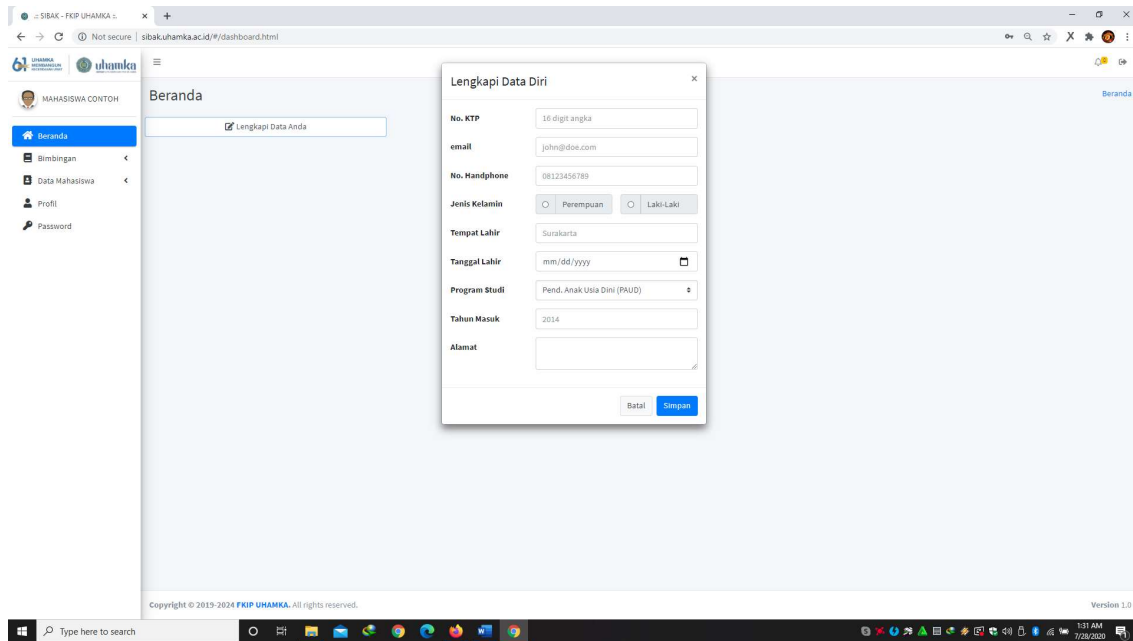 .:: SIBAK - FKIP UHAMKA ::.
Not secure | sibak.uhamka.ac.id/#/dashboard.html
61 UHAMKA
uhamka
MAHASISWA CONTOH
Beranda
Bimbingan
Data Mahasiswa
Profil
Password
Beranda
Beranda
Lengkapi Data Anda
Lengkapi Data Diri ×
No. KTP 16 digit angka
email john@doe.com
No. Handphone 08123456789
Jenis Kelamin Perempuan Laki-Laki
Tempat Lahir Surakarta
Tanggal Lahir mm/dd/yyyy
Program Studi Pend. Anak Usia Dini (PAUD)
Tahun Masuk 2014
Alamat
Batal Simpan
Copyright © 2019-2024 FKIP UHAMKA. All rights reserved. Version 1.0
Type here to search
1:31 AM
7/28/2020